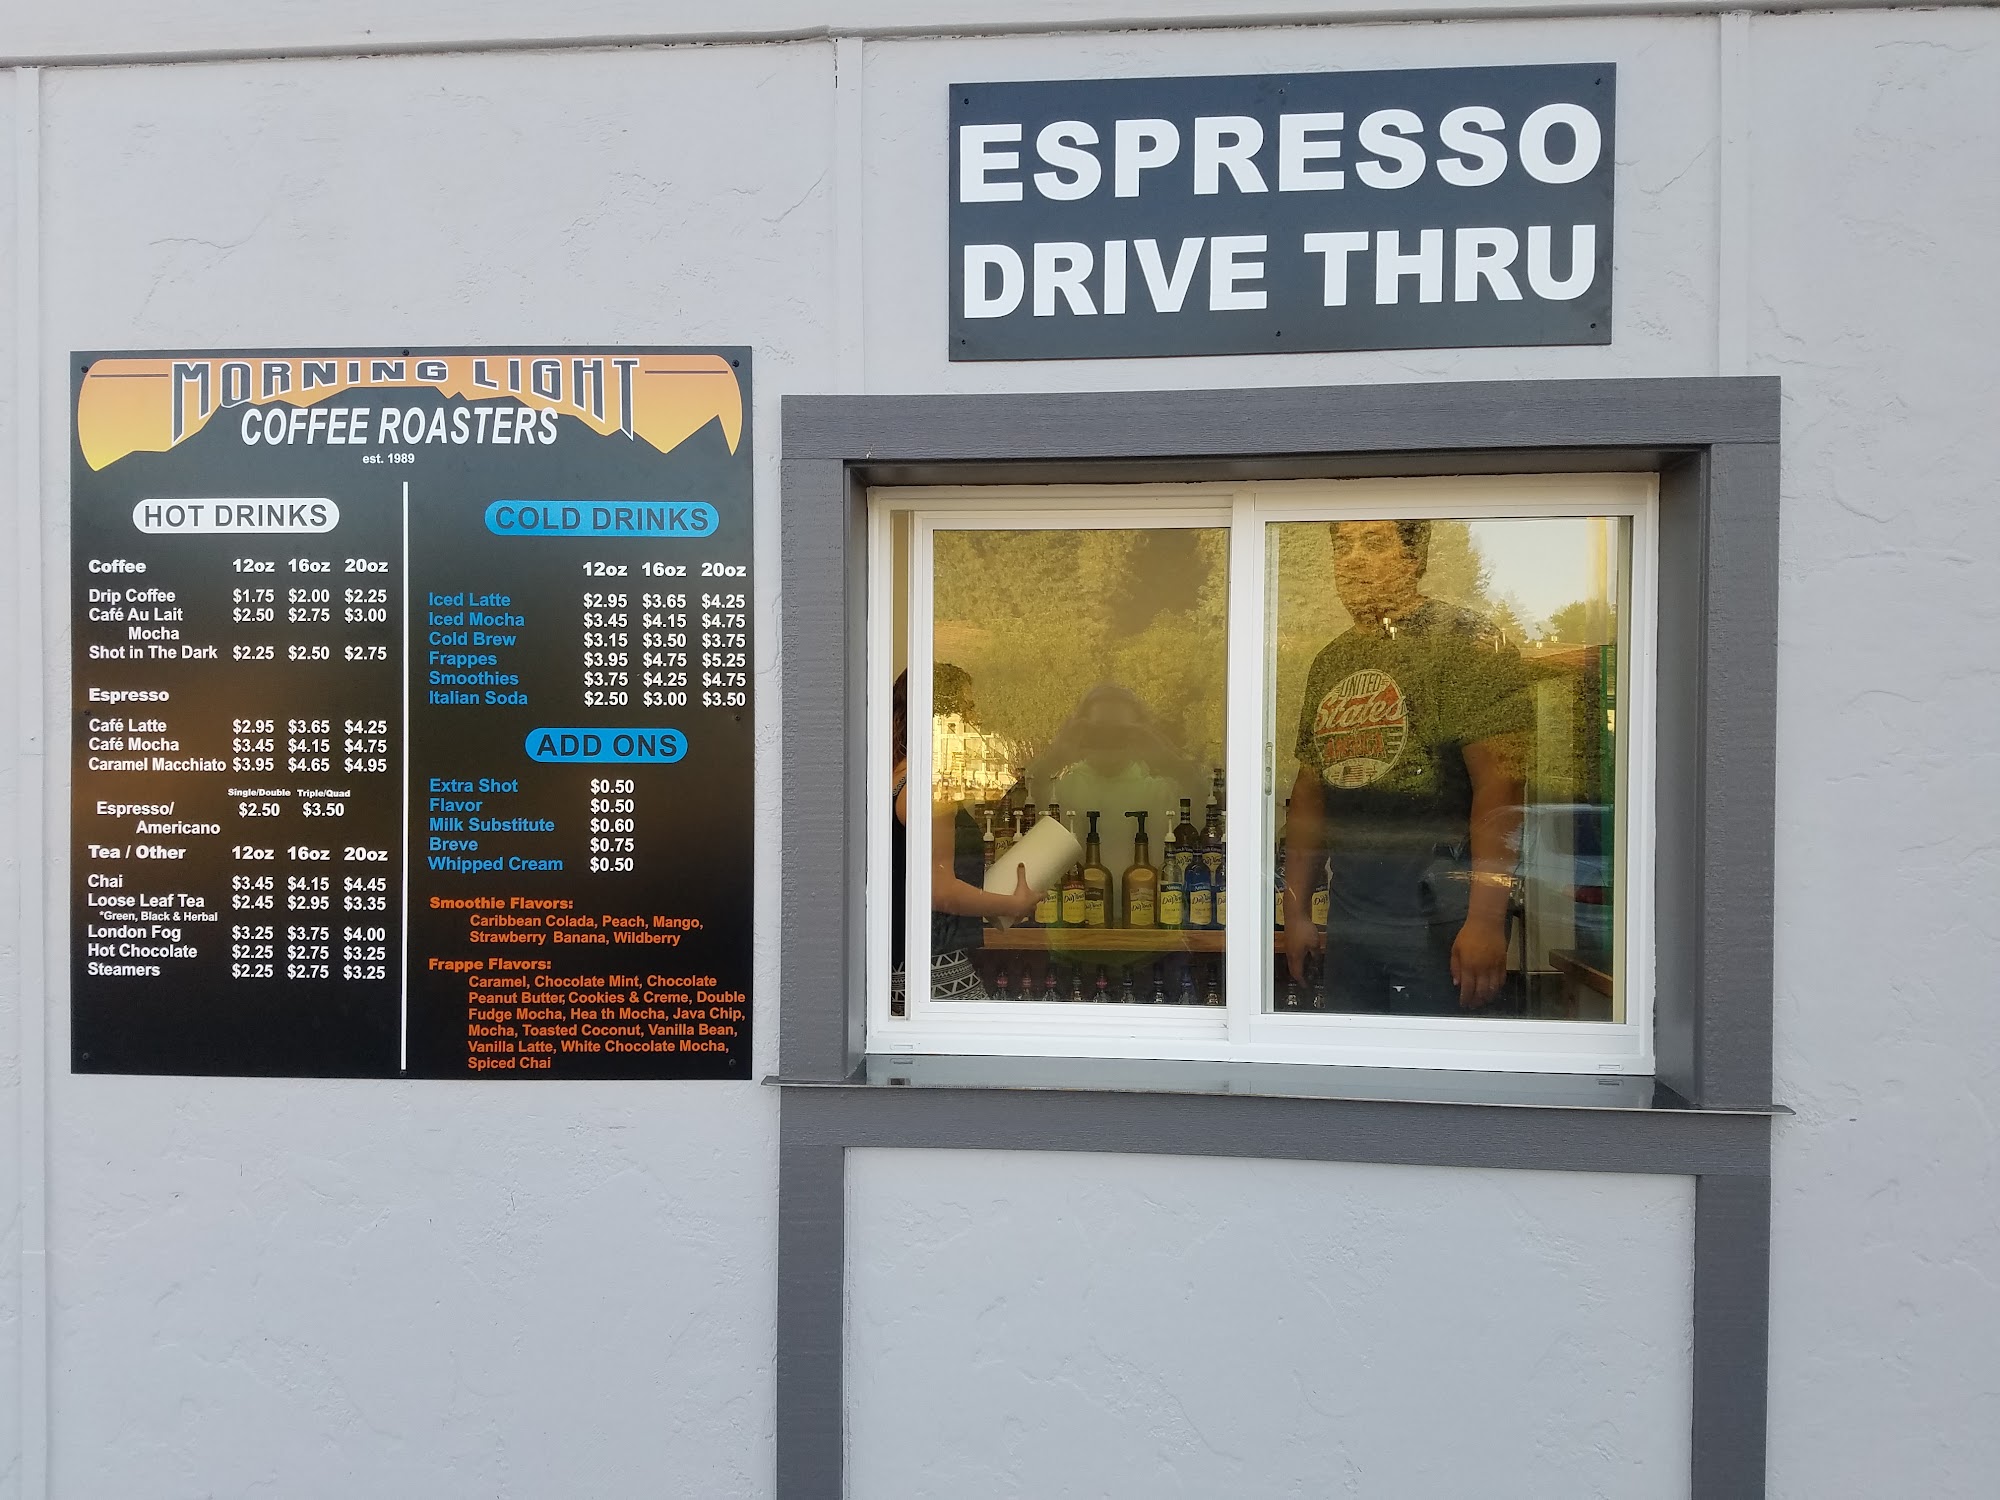 ESPRESSO
DRIVE THRU
MORNING LIGHT
COFFEE ROASTERS
est. 1989
HOT DRINKS
Coffee 12oz 16oz 20oz
Drip Coffee $1.75 $2.00 $2.25
Café Au Lait $2.50 $2.75 $3.00
Mocha
Shot in The Dark $2.25 $2.50 $2.75
Espresso
Café Latte $2.95 $3.65 $4.25
Café Mocha $3.45 $4.15 $4.75
Caramel Macchiato $3.95 $4.65 $4.95
Single/Double Triple/Quad
Espresso/ $2.50 $3.50
Americano
Tea / Other 12oz 16oz 20oz
Chai $3.45 $4.15 $4.45
Loose Leaf Tea $2.45 $2.95 $3.35
*Green, Black & Herbal
London Fog $3.25 $3.75 $4.00
Hot Chocolate $2.25 $2.75 $3.25
Steamers $2.25 $2.75 $3.25
COLD DRINKS
12oz 16oz 20oz
Iced Latte $2.95 $3.65 $4.25
Iced Mocha $3.45 $4.15 $4.75
Cold Brew $3.15 $3.50 $3.75
Frappes $3.95 $4.75 $5.25
Smoothies $3.75 $4.25 $4.75
Italian Soda $2.50 $3.00 $3.50
ADD ONS
Extra Shot $0.50
Flavor $0.50
Milk Substitute $0.60
Breve $0.75
Whipped Cream $0.50
Smoothie Flavors:
Caribbean Colada, Peach, Mango,
Strawberry Banana, Wildberry
Frappe Flavors:
Caramel, Chocolate Mint, Chocolate
Peanut Butter, Cookies & Creme, Double
Fudge Mocha, Hea th Mocha, Java Chip,
Mocha, Toasted Coconut, Vanilla Bean,
Vanilla Latte, White Chocolate Mocha,
Spiced Chai
UNITED
States
OF
AMERICA